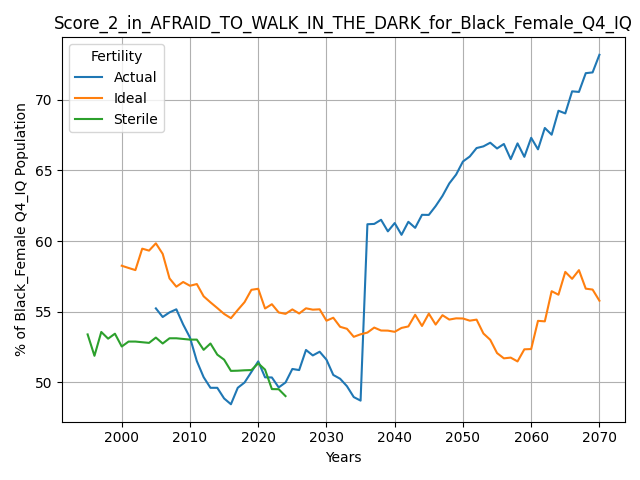 Score_2_in_AFRAID_TO_WALK_IN_THE_DARK_for_Black_Female_Q4_IQ
Fertility
Actual
Ideal
Sterile
% of Black_Female Q4_IQ Population
70
65
60
55
50
2000 2010 2020 2030 2040 2050 2060 2070
Years